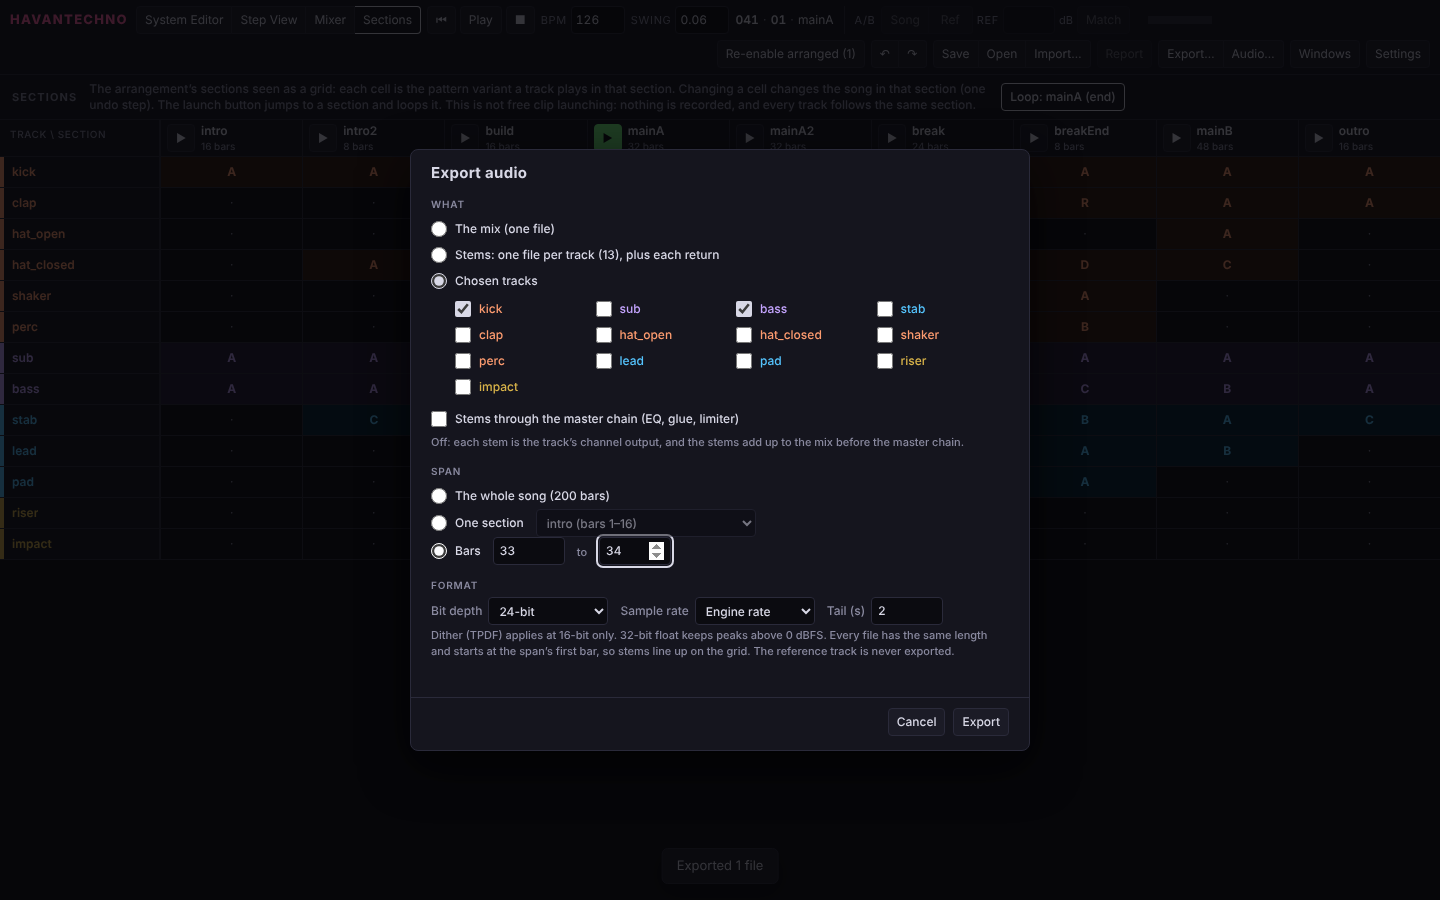 HAVANTECHNO System Editor Step View Mixer Sections Play BPM 126 SWING 0.06 041 · 01 · mainA A/B Song Ref REF dB Match
Re-enable arranged (1) Save Open Import... Report Export... Audio... Windows Settings
SECTIONS
The arrangement's sections seen as a grid: each cell is the pattern variant a track plays in that section. Changing a cell changes the song in that section (one
undo step). The launch button jumps to a section and loops it. This is not free clip launching: nothing is recorded, and every track follows the same section.
Loop: mainA (end)
TRACK \ SECTION intro intro2 build mainA mainA2 break breakEnd mainB outro
16 bars 8 bars 16 bars 32 bars 32 bars 24 bars 8 bars 48 bars 16 bars
kick A A A A A
clap · · R A A
hat_open · · · A ·
hat_closed · A D C ·
shaker · · A · ·
perc · · B · ·
sub A A A A A
bass A A C B A
stab · C B A C
lead · · A B ·
pad · · A · ·
riser · · · · ·
impact · · · · ·
Export audio
WHAT
The mix (one file)
Stems: one file per track (13), plus each return
Chosen tracks
kick sub bass stab
clap hat_open hat_closed shaker
perc lead pad riser
impact
Stems through the master chain (EQ, glue, limiter)
Off: each stem is the track's channel output, and the stems add up to the mix before the master chain.
SPAN
The whole song (200 bars)
One section intro (bars 1–16)
Bars 33 to 34
FORMAT
Bit depth 24-bit Sample rate Engine rate Tail (s) 2
Dither (TPDF) applies at 16-bit only. 32-bit float keeps peaks above 0 dBFS. Every file has the same length
and starts at the span's first bar, so stems line up on the grid. The reference track is never exported.
Cancel Export
Exported 1 file